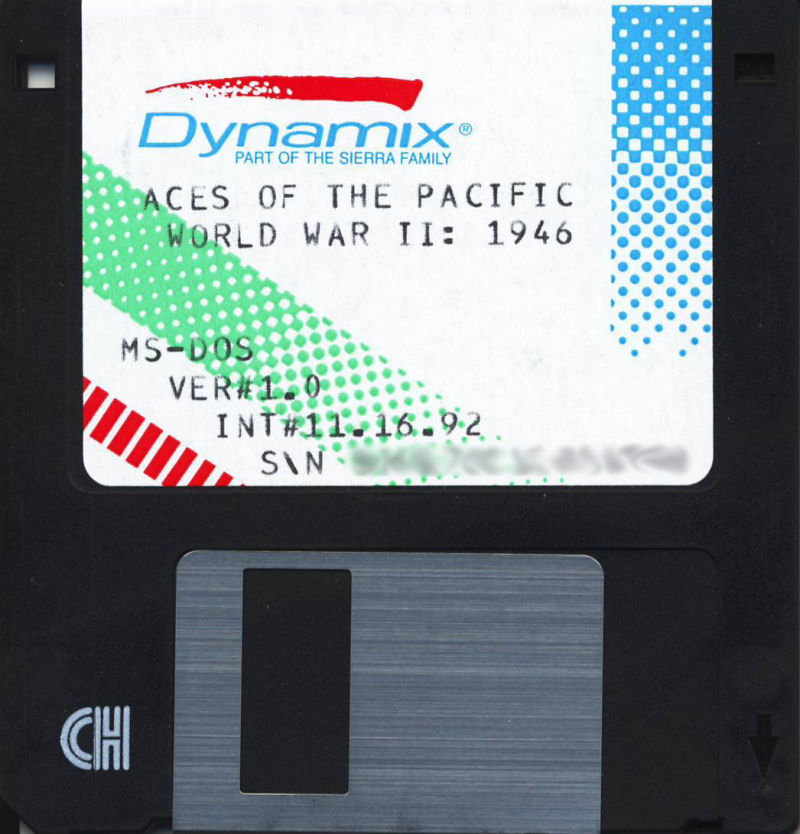 Dynamix®
PART OF THE SIERRA FAMILY
ACES OF THE PACIFIC
WORLD WAR II: 1946
MS-DOS
VER#1.0
INT#11.16.92
S\N
CH